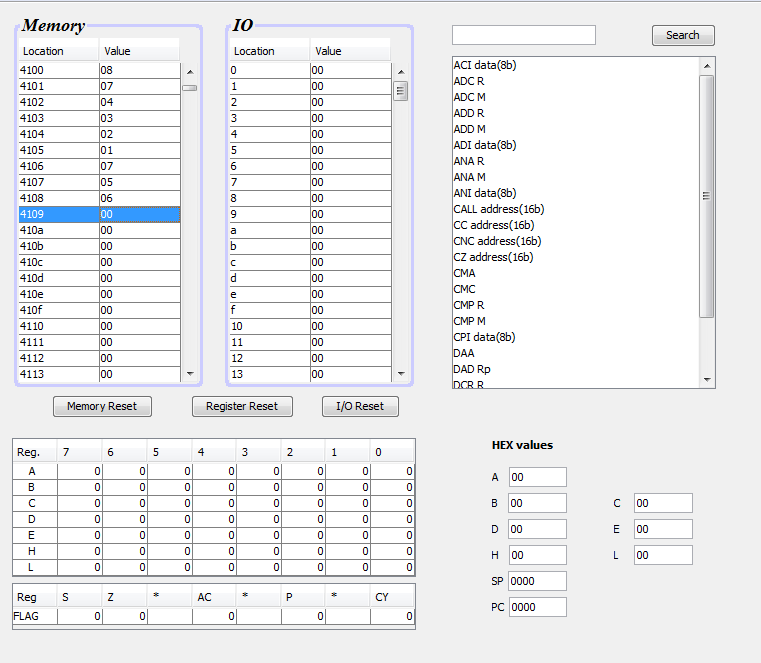 Memory IO
Location Value Location Value Search
4100 08 0 00 ACI data(8b)
4101 07 1 00 ADC R
4102 04 2 00 ADC M
4103 03 3 00 ADD R
4104 02 4 00 ADD M
4105 01 5 00 ADI data(8b)
4106 07 6 00 ANA R
4107 05 7 00 ANA M
4108 06 8 00 ANI data(8b)
4109 00 9 00 CALL address(16b)
410a 00 a 00 CC address(16b)
410b 00 b 00 CNC address(16b)
410c 00 c 00 CZ address(16b)
410d 00 d 00 CMA
410e 00 e 00 CMC
410f 00 f 00 CMP R
4110 00 10 00 CMP M
4111 00 11 00 CPI data(8b)
4112 00 12 00 DAA
4113 00 13 00 DAD Rp
DCR R
Memory Reset Register Reset I/O Reset
Reg. 7 6 5 4 3 2 1 0
A 0 0 0 0 0 0 0 0
B 0 0 0 0 0 0 0 0
C 0 0 0 0 0 0 0 0
D 0 0 0 0 0 0 0 0
E 0 0 0 0 0 0 0 0
H 0 0 0 0 0 0 0 0
L 0 0 0 0 0 0 0 0
Reg S Z * AC * P * CY
FLAG 0 0 0 0 0
HEX values
A 00
B 00 C 00
D 00 E 00
H 00 L 00
SP 0000
PC 0000